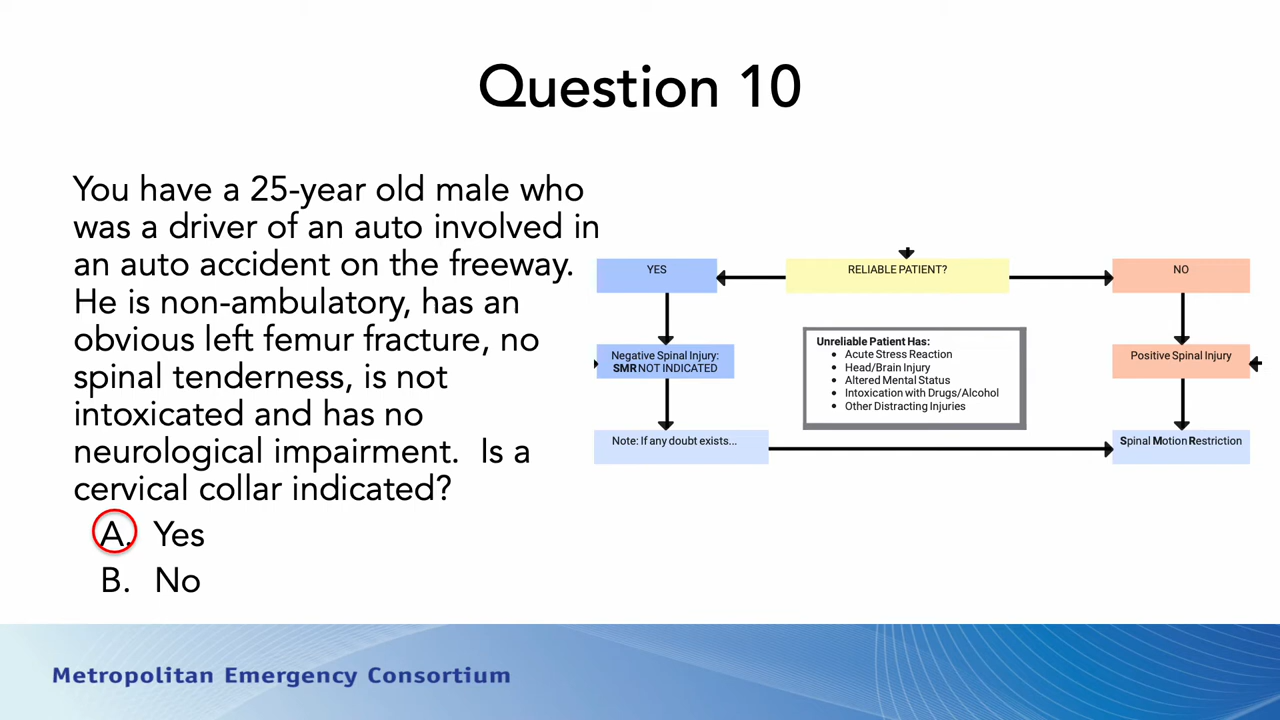 Question 10
You have a 25-year old male who
was a driver of an auto involved in
an auto accident on the freeway.
He is non-ambulatory, has an
obvious left femur fracture, no
spinal tenderness, is not
intoxicated and has no
neurological impairment.  Is a
cervical collar indicated?
A. Yes
B. No
YES
RELIABLE PATIENT?
NO
Negative Spinal Injury:
SMR NOT INDICATED
Unreliable Patient Has:
• Acute Stress Reaction
• Head/Brain Injury
• Altered Mental Status
• Intoxication with Drugs/Alcohol
• Other Distracting Injuries
Positive Spinal Injury
Note: If any doubt exists...
Spinal Motion Restriction
Metropolitan Emergency Consortium